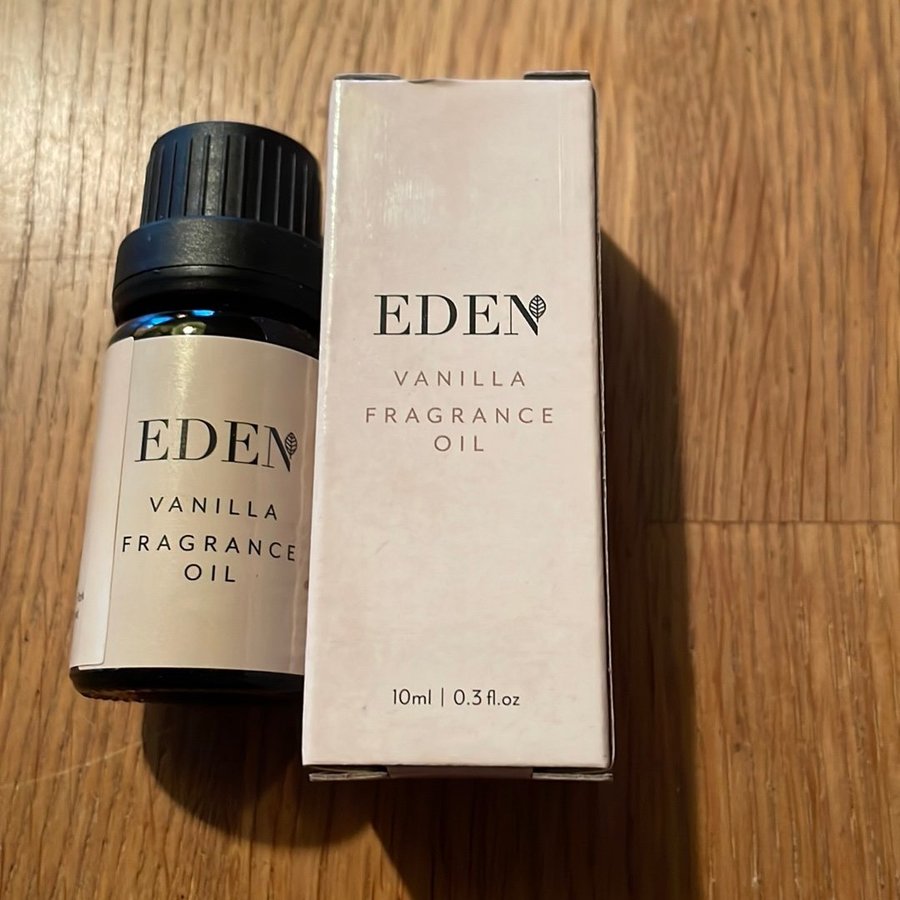 EDEN
VANILLA
FRAGRANCE
OIL
EDEN
VANILLA
FRAGRANCE
OIL
10ml | 0.3 fl.oz